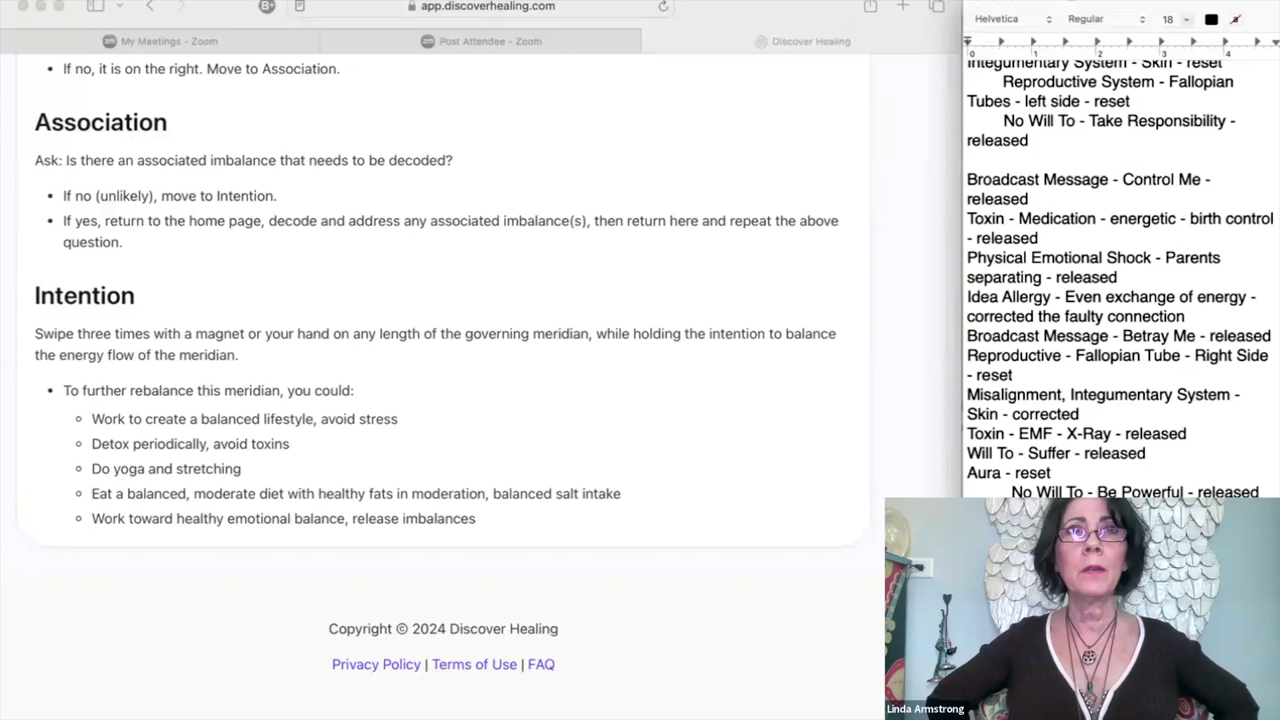 app.discoverhealing.com
Helvetica Regular 18
My Meetings - Zoom Post Attendee - Zoom Discover Healing
0 1 2 3 4
If no, it is on the right. Move to Association.
Association
Ask: Is there an associated imbalance that needs to be decoded?
If no (unlikely), move to Intention.
If yes, return to the home page, decode and address any associated imbalance(s), then return here and repeat the above
question.
Intention
Swipe three times with a magnet or your hand on any length of the governing meridian, while holding the intention to balance
the energy flow of the meridian.
To further rebalance this meridian, you could:
Work to create a balanced lifestyle, avoid stress
Detox periodically, avoid toxins
Do yoga and stretching
Eat a balanced, moderate diet with healthy fats in moderation, balanced salt intake
Work toward healthy emotional balance, release imbalances
Copyright © 2024 Discover Healing
Privacy Policy | Terms of Use | FAQ
Integumentary System - Skin - reset
Reproductive System - Fallopian
Tubes - left side - reset
No Will To - Take Responsibility -
released
Broadcast Message - Control Me -
released
Toxin - Medication - energetic - birth control
- released
Physical Emotional Shock - Parents
separating - released
Idea Allergy - Even exchange of energy -
corrected the faulty connection
Broadcast Message - Betray Me - released
Reproductive - Fallopian Tube - Right Side
- reset
Misalignment, Integumentary System -
Skin - corrected
Toxin - EMF - X-Ray - released
Will To - Suffer - released
Aura - reset
No Will To - Be Powerful - released
Linda Armstrong